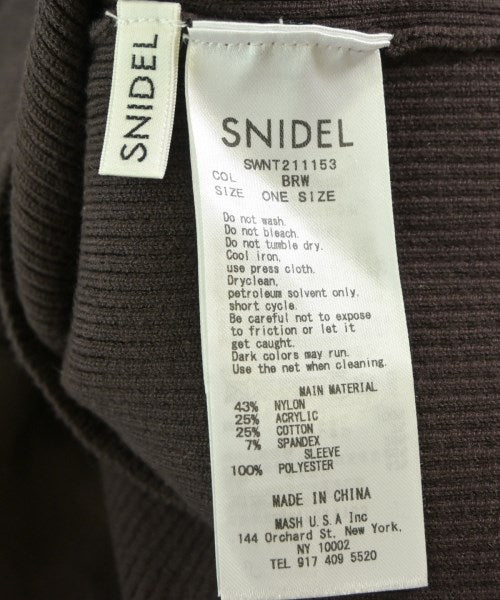 SNIDEL
SNIDEL
SWNT211153
COL BRW
SIZE ONE SIZE
Do not wash.
Do not bleach.
Do not tumble dry.
Cool iron,
use press cloth.
Dryclean,
petroleum solvent only,
short cycle.
Be careful not to expose
to friction or let it
get caught.
Dark colors may run.
Use the net when cleaning.
MAIN MATERIAL
43% NYLON
25% ACRYLIC
25% COTTON
7% SPANDEX
SLEEVE
100% POLYESTER
MADE IN CHINA
MASH U.S.A Inc
144 Orchard St. New York,
NY 10002
TEL 917 409 5520